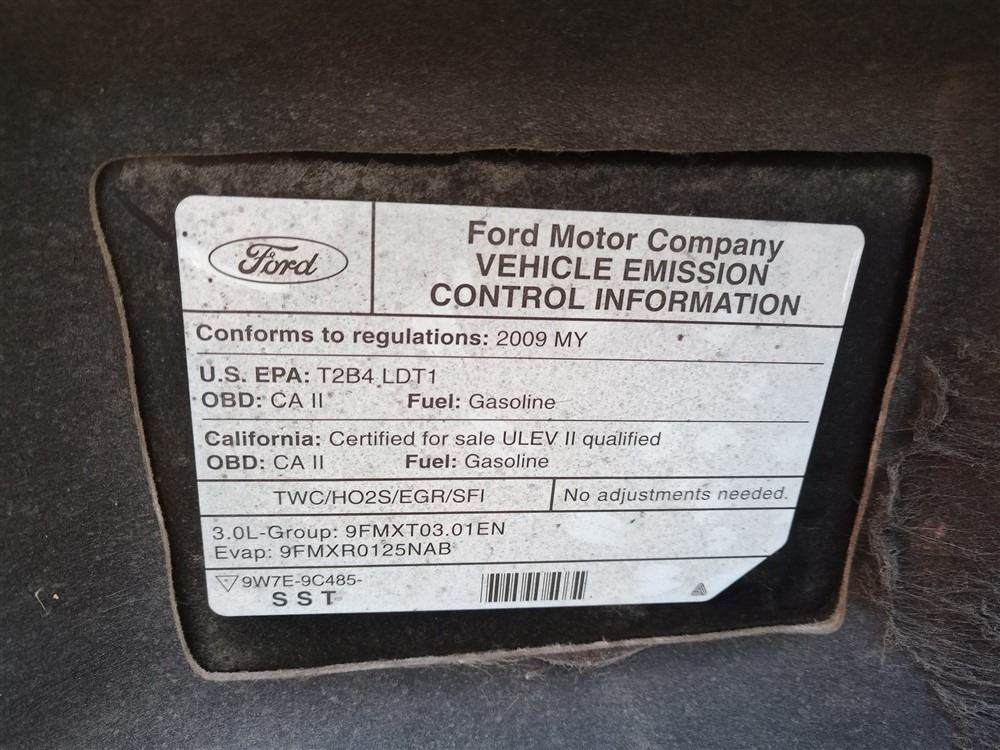 Ford
Ford Motor Company
VEHICLE EMISSION
CONTROL INFORMATION
Conforms to regulations: 2009 MY
U.S. EPA: T2B4 LDT1
OBD: CA II Fuel: Gasoline
California: Certified for sale ULEV II qualified
OBD: CA II Fuel: Gasoline
TWC/HO2S/EGR/SFI No adjustments needed.
3.0L-Group: 9FMXT03.01EN
Evap: 9FMXR0125NAB
9W7E-9C485-
SST